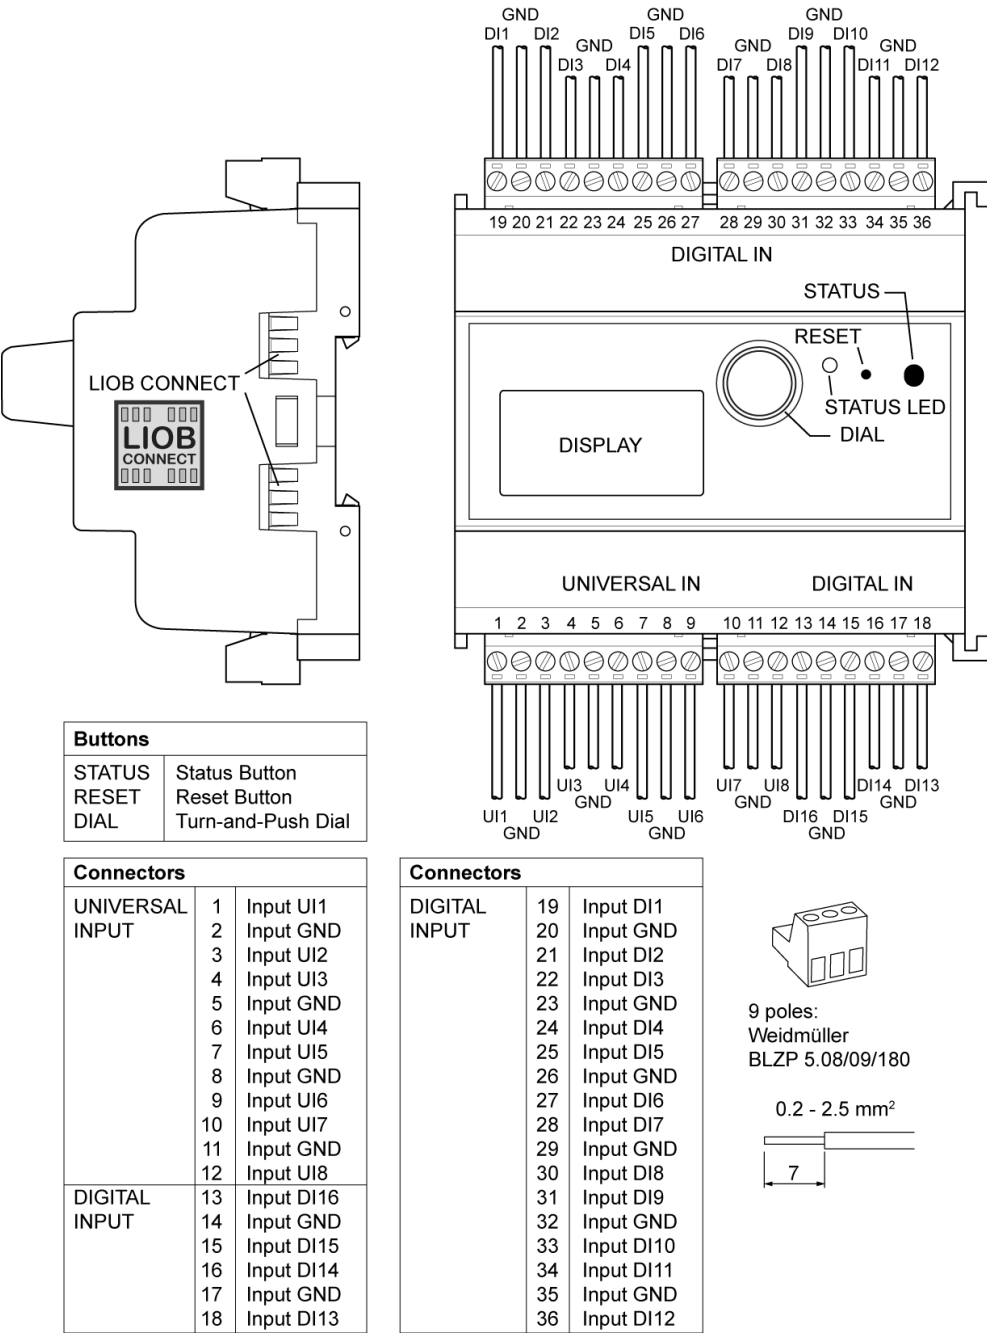 GND GND GND
DI1 DI2 DI5 DI6 DI9 DI10
GND GND GND
DI3 DI4 DI7 DI8 DI11 DI12
19 20 21 22 23 24 25 26 27 28 29 30 31 32 33 34 35 36
DIGITAL IN
STATUS
RESET
STATUS LED
DIAL
DISPLAY
LIOB CONNECT
LIOB
CONNECT
UNIVERSAL IN DIGITAL IN
1 2 3 4 5 6 7 8 9 10 11 12 13 14 15 16 17 18
UI3 UI4 UI7 UI8 DI14 DI13
GND GND GND
UI1 UI2 UI5 UI6 DI16 DI15
GND GND GND
Buttons
STATUS Status Button
RESET Reset Button
DIAL Turn-and-Push Dial
Connectors
UNIVERSAL 1 Input UI1
INPUT 2 Input GND
3 Input UI2
4 Input UI3
5 Input GND
6 Input UI4
7 Input UI5
8 Input GND
9 Input UI6
10 Input UI7
11 Input GND
12 Input UI8
DIGITAL 13 Input DI16
INPUT 14 Input GND
15 Input DI15
16 Input DI14
17 Input GND
18 Input DI13
Connectors
DIGITAL 19 Input DI1
INPUT 20 Input GND
21 Input DI2
22 Input DI3
23 Input GND
24 Input DI4
25 Input DI5
26 Input GND
27 Input DI6
28 Input DI7
29 Input GND
30 Input DI8
31 Input DI9
32 Input GND
33 Input DI10
34 Input DI11
35 Input GND
36 Input DI12
9 poles:
Weidmüller
BLZP 5.08/09/180
0.2 - 2.5 mm²
7